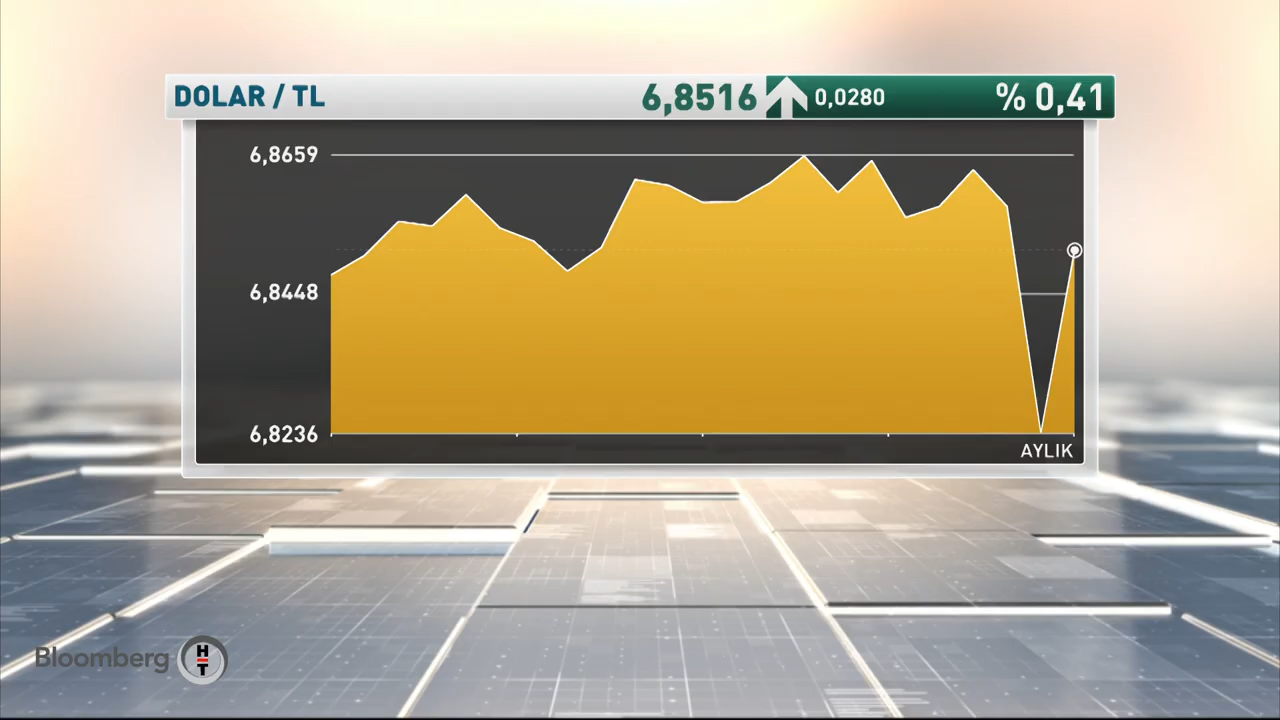 DOLAR / TL 6,8516 0,0280 % 0,41
6,8659
6,8448
6,8236
AYLIK
Bloomberg HT